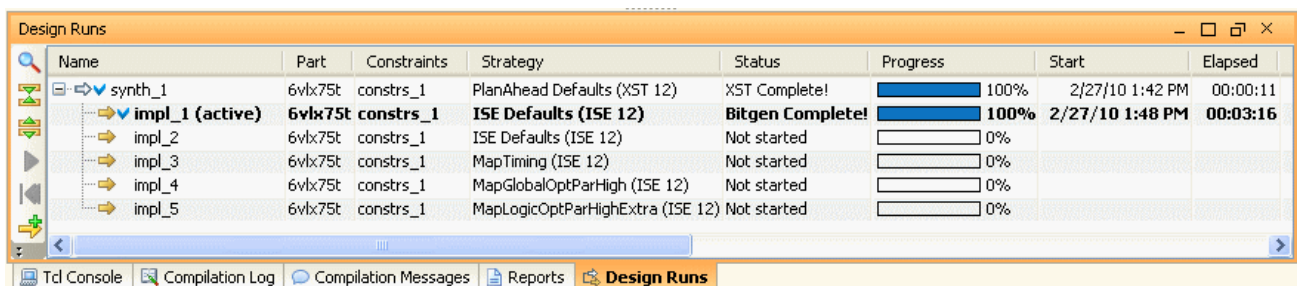 Design Runs
Name Part Constraints Strategy Status Progress Start Elapsed
synth_1 6vlx75t constrs_1 PlanAhead Defaults (XST 12) XST Complete! 100% 2/27/10 1:42 PM 00:00:11
impl_1 (active) 6vlx75t constrs_1 ISE Defaults (ISE 12) Bitgen Complete! 100% 2/27/10 1:48 PM 00:03:16
impl_2 6vlx75t constrs_1 ISE Defaults (ISE 12) Not started 0%
impl_3 6vlx75t constrs_1 MapTiming (ISE 12) Not started 0%
impl_4 6vlx75t constrs_1 MapGlobalOptParHigh (ISE 12) Not started 0%
impl_5 6vlx75t constrs_1 MapLogicOptParHighExtra (ISE 12) Not started 0%
Tcl Console Compilation Log Compilation Messages Reports Design Runs